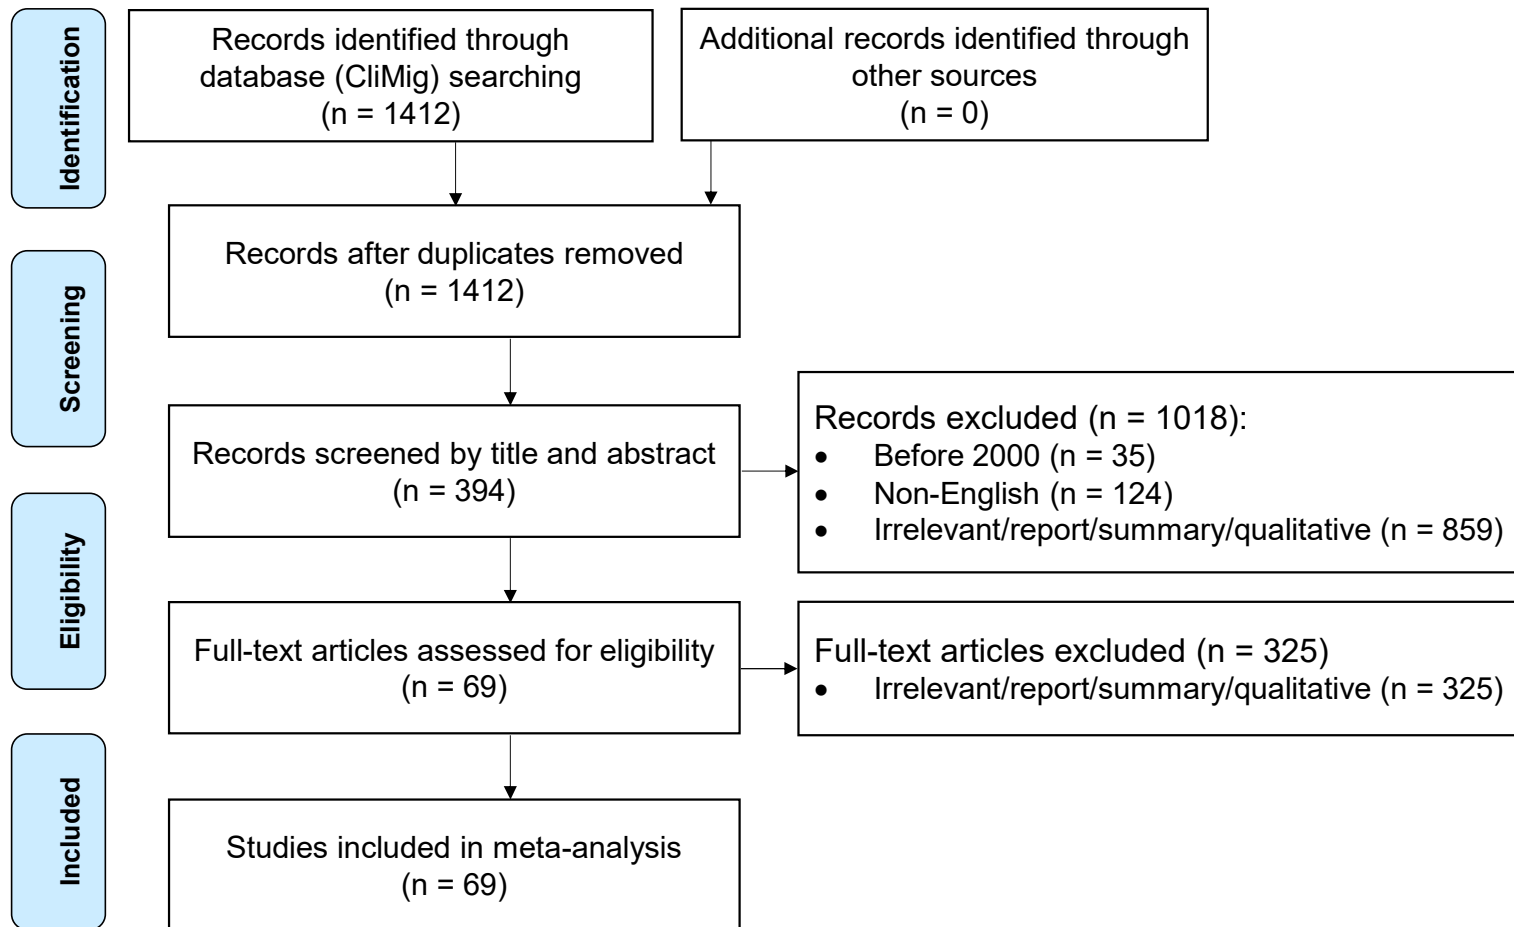 Identification
Records identified through
database (CliMig) searching
(n = 1412)
Additional records identified through
other sources
(n = 0)
Records after duplicates removed
(n = 1412)
Screening
Records screened by title and abstract
(n = 394)
Records excluded (n = 1018):
• Before 2000 (n = 35)
• Non-English (n = 124)
• Irrelevant/report/summary/qualitative (n = 859)
Eligibility
Full-text articles assessed for eligibility
(n = 69)
Full-text articles excluded (n = 325)
• Irrelevant/report/summary/qualitative (n = 325)
Included
Studies included in meta-analysis
(n = 69)